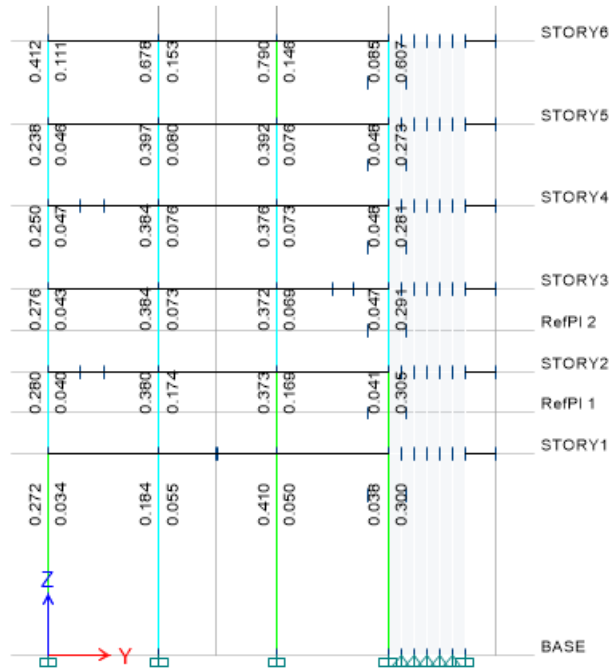 STORY6
0.412 0.111 0.678 0.153 0.790 0.146 0.085 0.607
STORY5
0.238 0.046 0.397 0.080 0.392 0.076 0.048 0.273
STORY4
0.250 0.047 0.384 0.076 0.376 0.073 0.048 0.281
STORY3
0.276 0.043 0.384 0.073 0.372 0.069 0.047 0.291
RefPl 2
STORY2
0.280 0.040 0.380 0.174 0.373 0.169 0.041 0.305
RefPl 1
STORY1
0.272 0.034 0.184 0.055 0.410 0.050 0.038 0.300
Z
Y
BASE